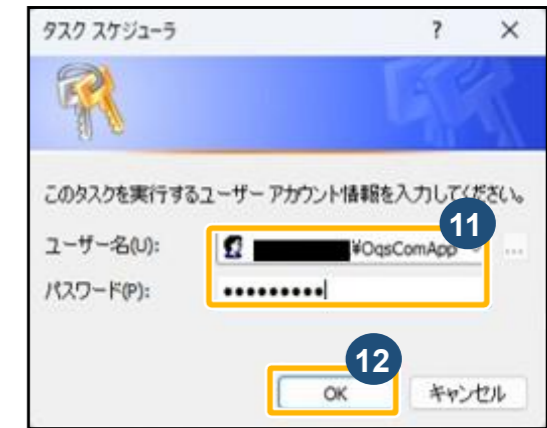 タスク スケジューラ ? ×
このタスクを実行するユーザー アカウント情報を入力してください。
11
ユーザー名(U): ¥OqsComApp ...
パスワード(P): •••••••••
12
OK キャンセル